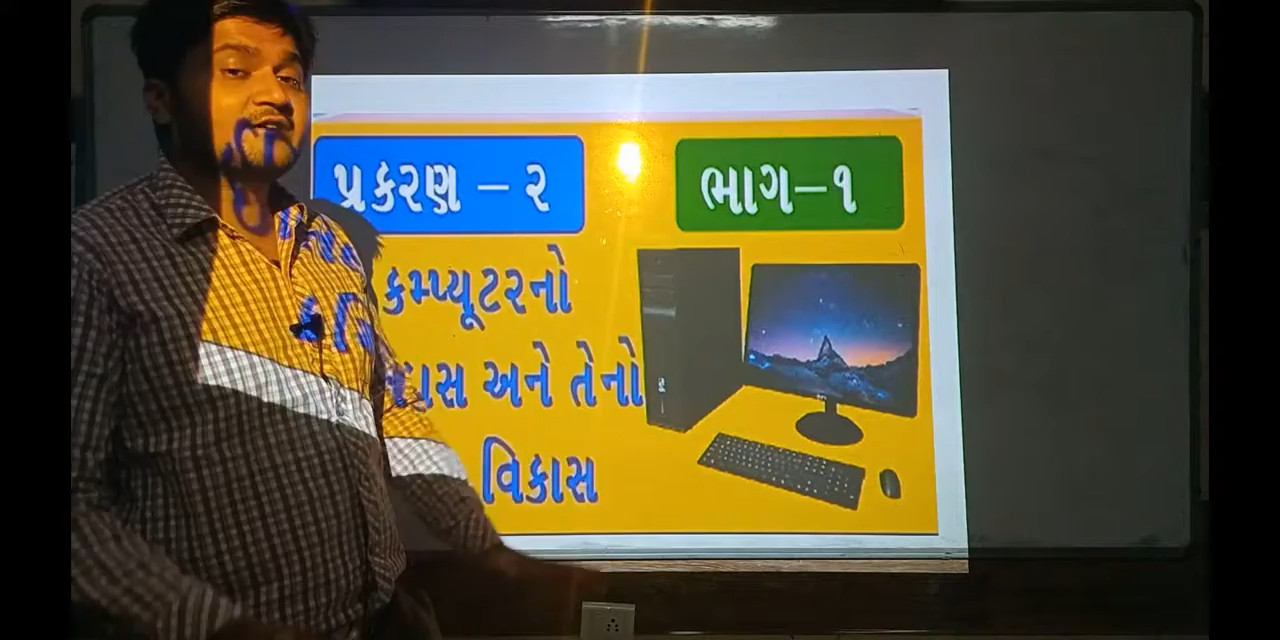 પ્રકરણ – ૨
ભાગ–૧
કમ્પ્યૂટરનો
અને તેનો
વિકાસ